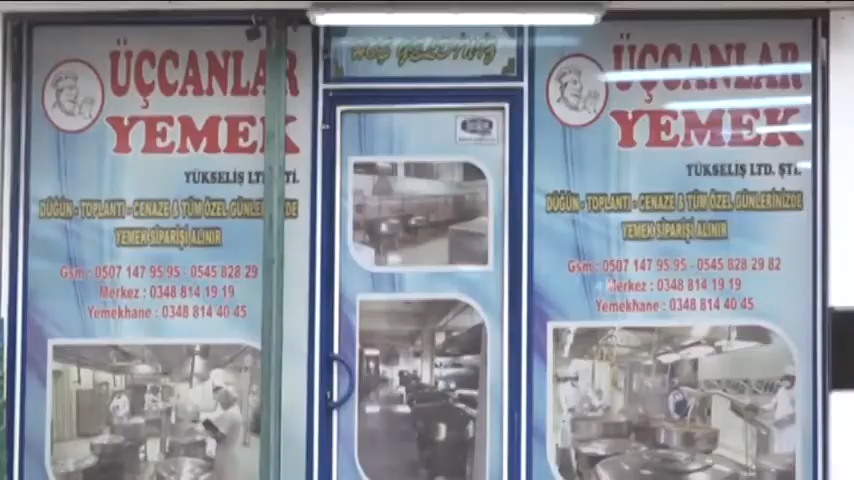 HOŞ GELDİNİZ
ÜÇCANLAR
YEMEK
YÜKSELİŞ LTD. ŞTİ.
DÜĞÜN - TOPLANTI - CENAZE & TÜM ÖZEL GÜNLERİNİZDE
YEMEK SİPARİŞİ ALINIR
Gsm : 0507 147 95 95 - 0545 828 29
Merkez : 0348 814 19 19
Yemekhane : 0348 814 40 45
ÜÇCANLAR
YEMEK
YÜKSELİŞ LTD. ŞTİ.
DÜĞÜN - TOPLANTI - CENAZE & TÜM ÖZEL GÜNLERİNİZDE
YEMEK SİPARİŞİ ALINIR
Gsm : 0507 147 95 95 - 0545 828 29 82
Merkez : 0348 814 19 19
Yemekhane : 0348 814 40 45